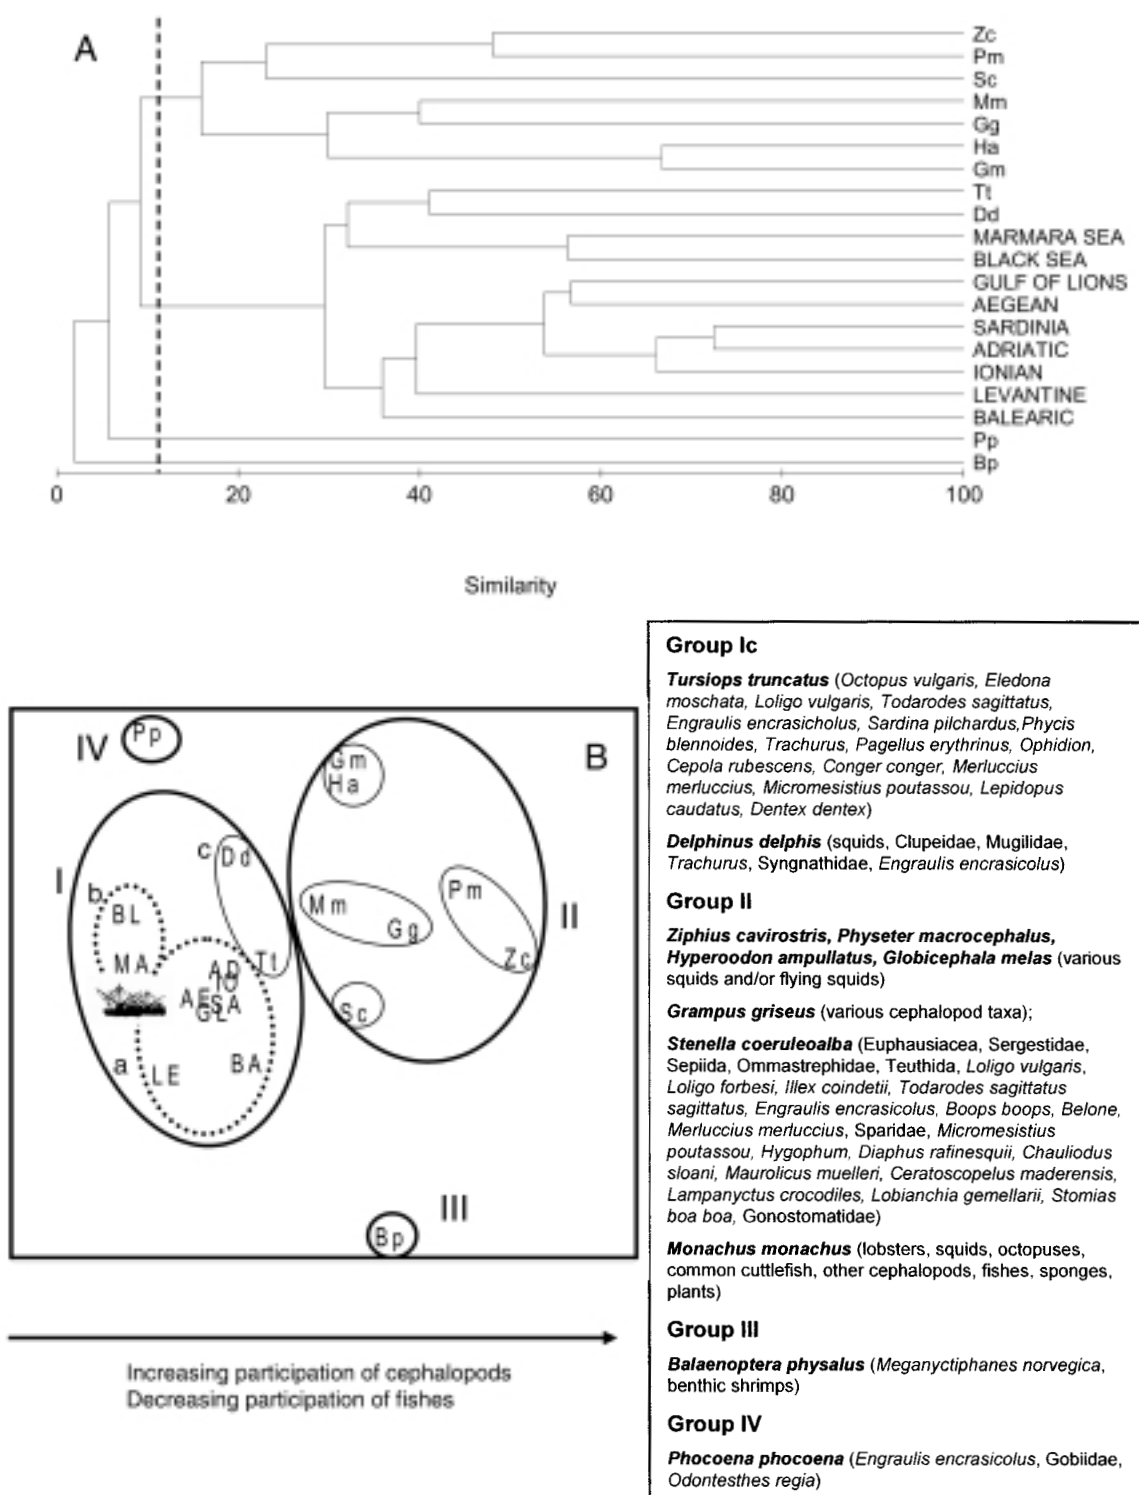 A
Zc
Pm
Sc
Mm
Gg
Ha
Gm
Tt
Dd
MARMARA SEA
BLACK SEA
GULF OF LIONS
AEGEAN
SARDINIA
ADRIATIC
IONIAN
LEVANTINE
BALEARIC
Pp
Bp
0 20 40 60 80 100
Similarity
IV
Pp
B
Gm
Ha
I
c
Dd
b
BL
MA
Mm
Gg
Pm
Zc
II
Tt
AD
IO
AE
SA
GL
Sc
a
LE
BA
III
Bp
Increasing participation of cephalopods
Decreasing participation of fishes
Group Ic
Tursiops truncatus (Octopus vulgaris, Eledona
moschata, Loligo vulgaris, Todarodes sagittatus,
Engraulis encrasicholus, Sardina pilchardus,Phycis
blennoides, Trachurus, Pagellus erythrinus, Ophidion,
Cepola rubescens, Conger conger, Merluccius
merluccius, Micromesistius poutassou, Lepidopus
caudatus, Dentex dentex)
Delphinus delphis (squids, Clupeidae, Mugilidae,
Trachurus, Syngnathidae, Engraulis encrasicolus)
Group II
Ziphius cavirostris, Physeter macrocephalus,
Hyperoodon ampullatus, Globicephala melas (various
squids and/or flying squids)
Grampus griseus (various cephalopod taxa);
Stenella coeruleoalba (Euphausiacea, Sergestidae,
Sepiida, Ommastrephidae, Teuthida, Loligo vulgaris,
Loligo forbesi, Illex coindetii, Todarodes sagittatus
sagittatus, Engraulis encrasicolus, Boops boops, Belone,
Merluccius merluccius, Sparidae, Micromesistius
poutassou, Hygophum, Diaphus rafinesquii, Chauliodus
sloani, Maurolicus muelleri, Ceratoscopelus maderensis,
Lampanyctus crocodiles, Lobianchia gemellarii, Stomias
boa boa, Gonostomatidae)
Monachus monachus (lobsters, squids, octopuses,
common cuttlefish, other cephalopods, fishes, sponges,
plants)
Group III
Balaenoptera physalus (Meganyctiphanes norvegica,
benthic shrimps)
Group IV
Phocoena phocoena (Engraulis encrasicolus, Gobiidae,
Odontesthes regia)